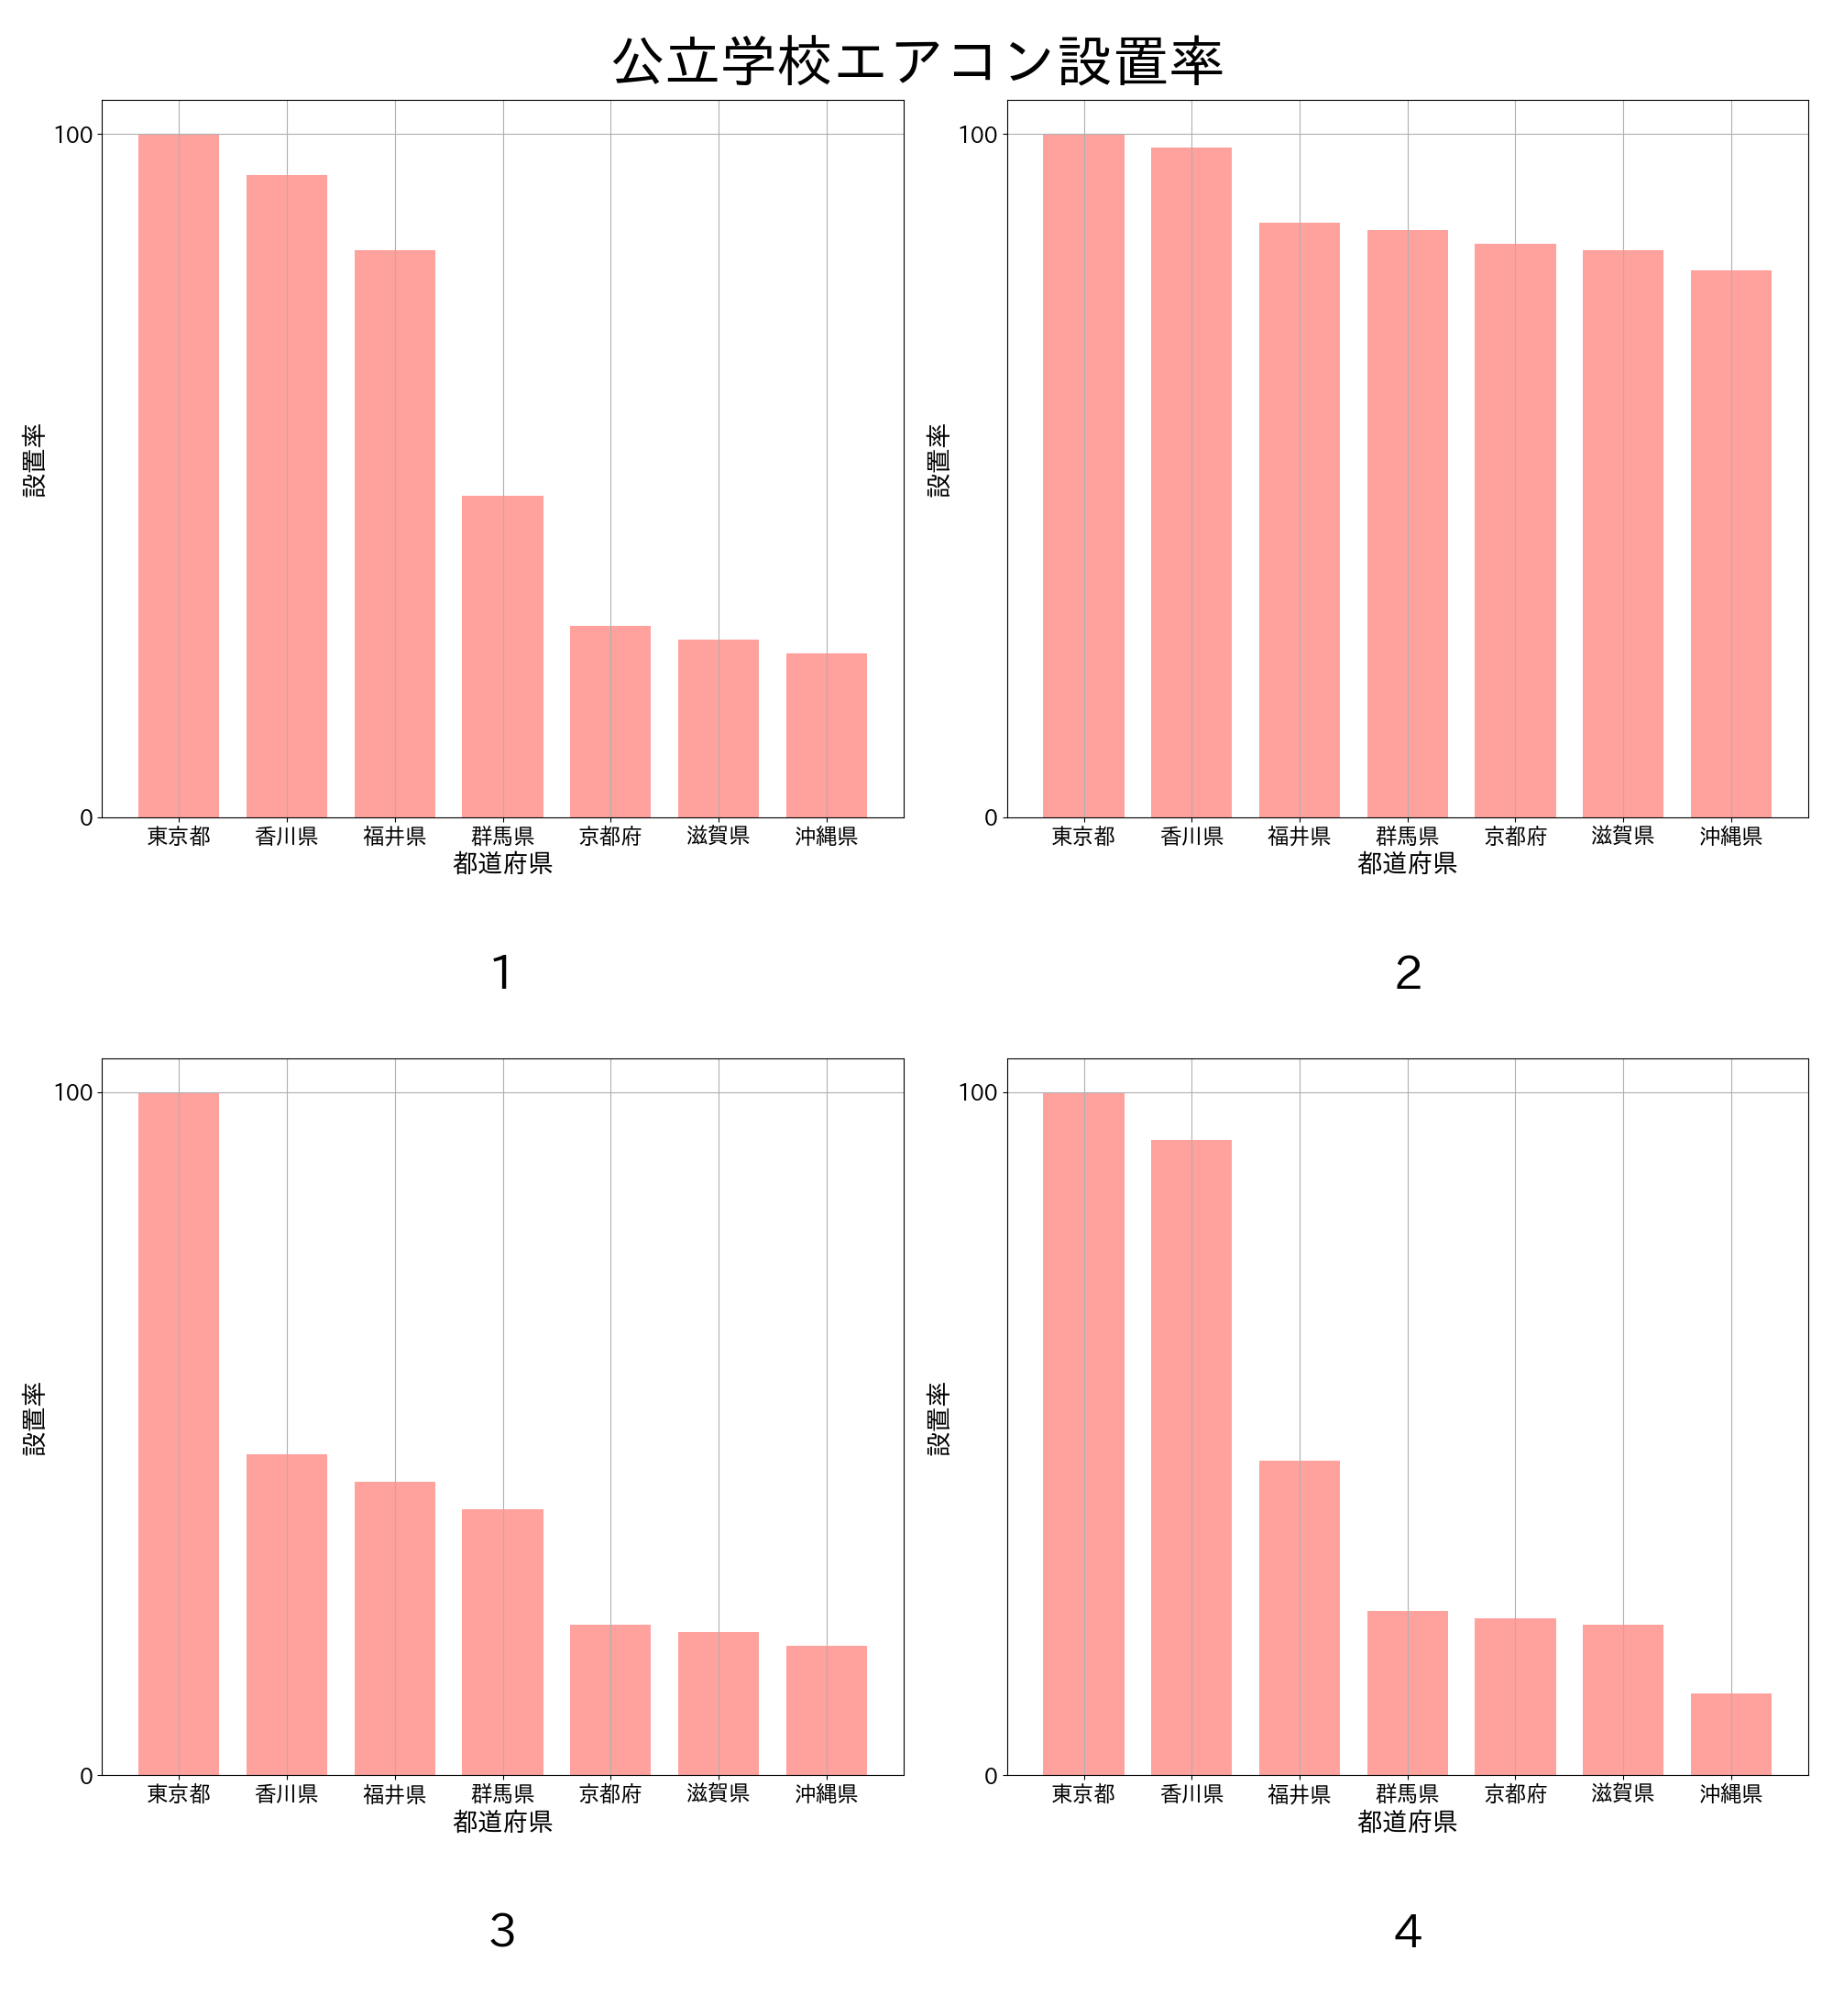 公立学校エアコン設置率
100
0
設置率
東京都 香川県 福井県 群馬県 京都府 滋賀県 沖縄県
都道府県
1
100
0
設置率
東京都 香川県 福井県 群馬県 京都府 滋賀県 沖縄県
都道府県
2
100
0
設置率
東京都 香川県 福井県 群馬県 京都府 滋賀県 沖縄県
都道府県
3
100
0
設置率
東京都 香川県 福井県 群馬県 京都府 滋賀県 沖縄県
都道府県
4